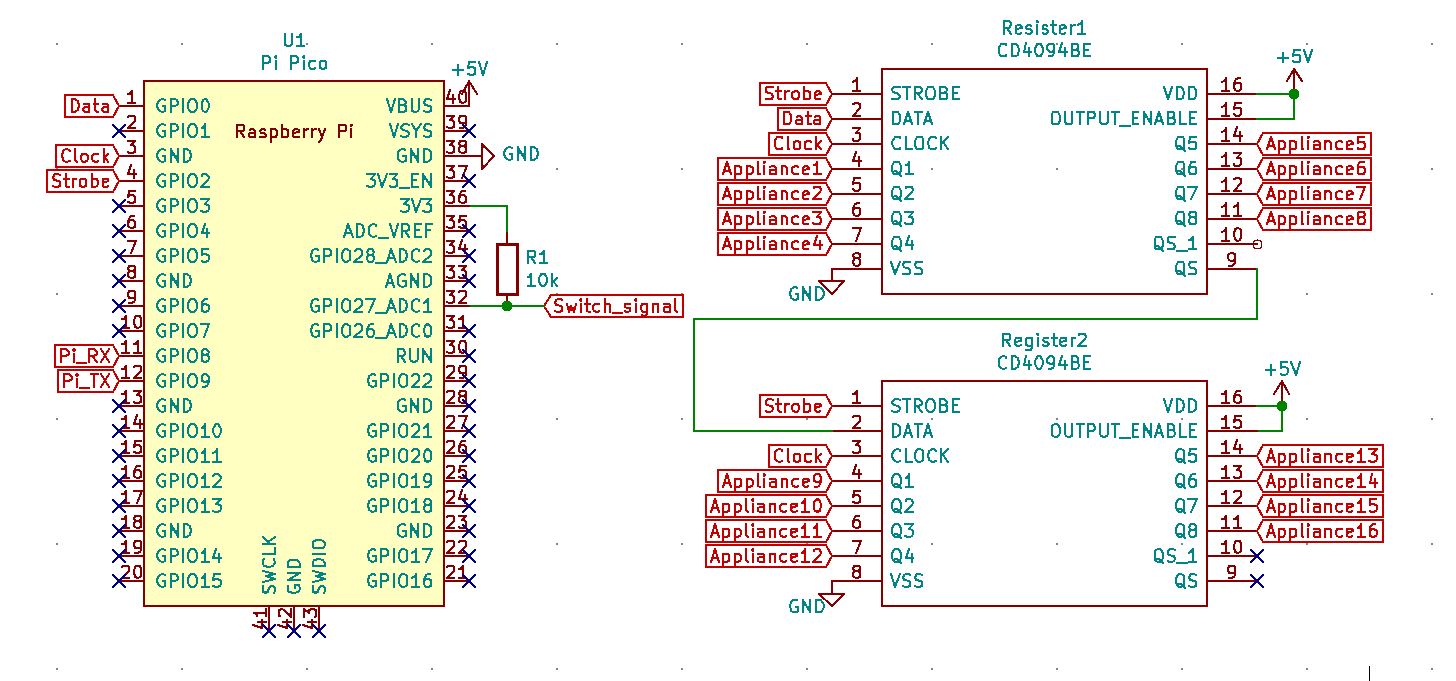 U1
Pi Pico
+5V
Raspberry Pi
Data 1 GPIO0
2 GPIO1
Clock 3 GND
Strobe 4 GPIO2
5 GPIO3
6 GPIO4
7 GPIO5
8 GND
9 GPIO6
10 GPIO7
Pi_RX 11 GPIO8
Pi_TX 12 GPIO9
13 GND
14 GPIO10
15 GPIO11
16 GPIO12
17 GPIO13
18 GND
19 GPIO14
20 GPIO15
VBUS 40
VSYS 39
GND 38 GND
3V3_EN 37
3V3 36
ADC_VREF 35
GPIO28_ADC2 34
AGND 33
GPIO27_ADC1 32 Switch_signal
GPIO26_ADC0 31
RUN 30
GPIO22 29
GND 28
GPIO21 27
GPIO20 26
GPIO19 25
GPIO18 24
GND 23
GPIO17 22
GPIO16 21
SWCLK 41
GND 42
SWDIO 43
R1
10k
Resister1
CD4094BE
+5V
Strobe 1 STROBE
Data 2 DATA
Clock 3 CLOCK
Appliance1 4 Q1
Appliance2 5 Q2
Appliance3 6 Q3
Appliance4 7 Q4
GND 8 VSS
VDD 16
OUTPUT_ENABLE 15
Q5 14 Appliance5
Q6 13 Appliance6
Q7 12 Appliance7
Q8 11 Appliance8
QS_1 10
QS 9
Register2
CD4094BE
+5V
Strobe 1 STROBE
2 DATA
Clock 3 CLOCK
Appliance9 4 Q1
Appliance10 5 Q2
Appliance11 6 Q3
Appliance12 7 Q4
GND 8 VSS
VDD 16
OUTPUT_ENABLE 15
Q5 14 Appliance13
Q6 13 Appliance14
Q7 12 Appliance15
Q8 11 Appliance16
QS_1 10
QS 9